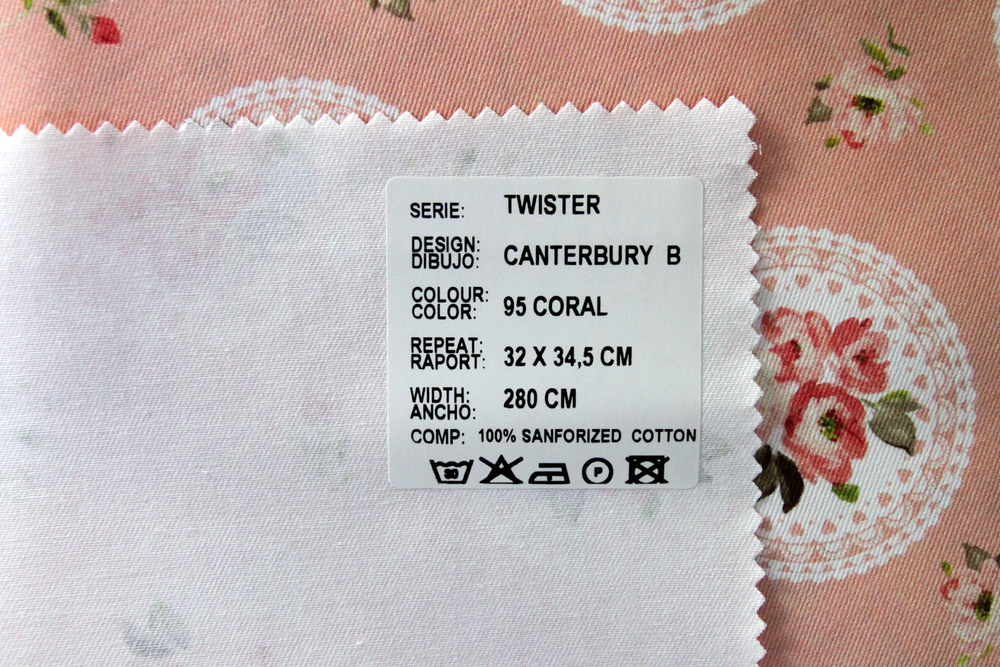 SERIE: TWISTER
DESIGN:
DIBUJO: CANTERBURY B
COLOUR:
COLOR: 95 CORAL
REPEAT:
RAPORT: 32 X 34,5 CM
WIDTH:
ANCHO: 280 CM
COMP: 100% SANFORIZED COTTON
30 P